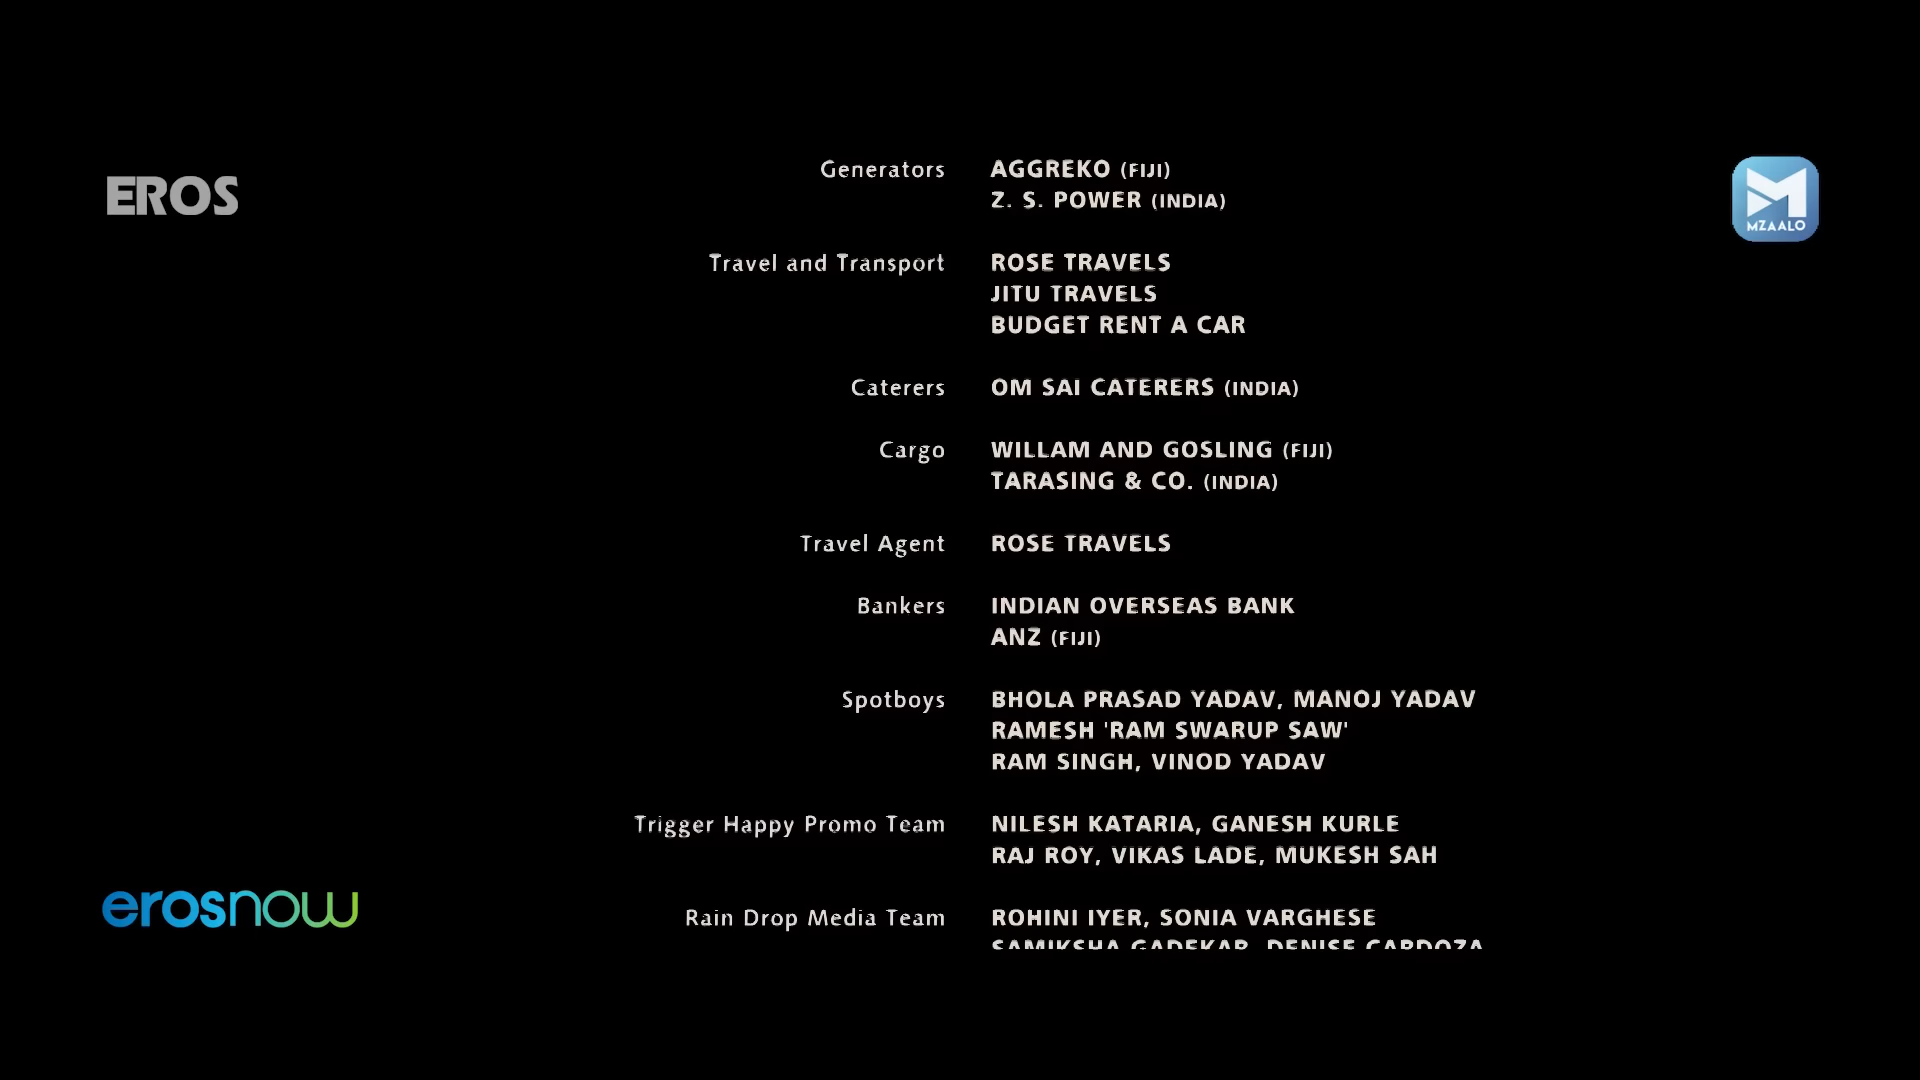 EROS
MZAALO
Generators AGGREKO (FIJI)
Z. S. POWER (INDIA)
Travel and Transport ROSE TRAVELS
JITU TRAVELS
BUDGET RENT A CAR
Caterers OM SAI CATERERS (INDIA)
Cargo WILLAM AND GOSLING (FIJI)
TARASING & CO. (INDIA)
Travel Agent ROSE TRAVELS
Bankers INDIAN OVERSEAS BANK
ANZ (FIJI)
Spotboys BHOLA PRASAD YADAV, MANOJ YADAV
RAMESH 'RAM SWARUP SAW'
RAM SINGH, VINOD YADAV
Trigger Happy Promo Team NILESH KATARIA, GANESH KURLE
RAJ ROY, VIKAS LADE, MUKESH SAH
Rain Drop Media Team ROHINI IYER, SONIA VARGHESE
SAMIKSHA GADEKAR, DENISE CARDOZA
erosnow